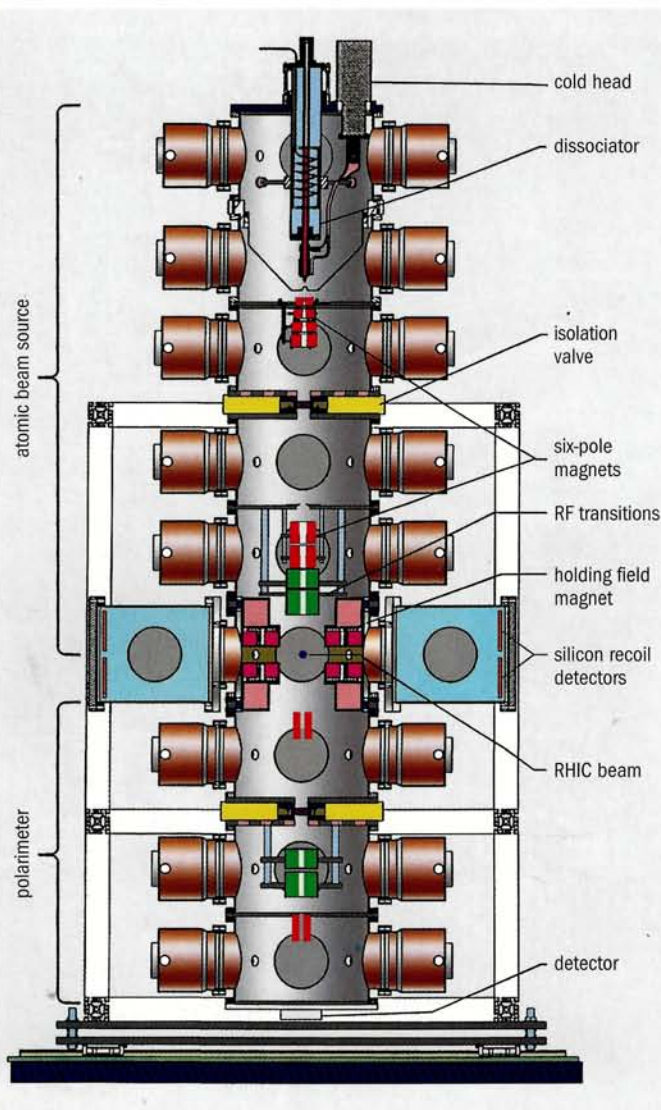 cold head
dissociator
atomic beam source
isolation
valve
six-pole
magnets
RF transitions
holding field
magnet
silicon recoil
detectors
RHIC beam
polarimeter
detector